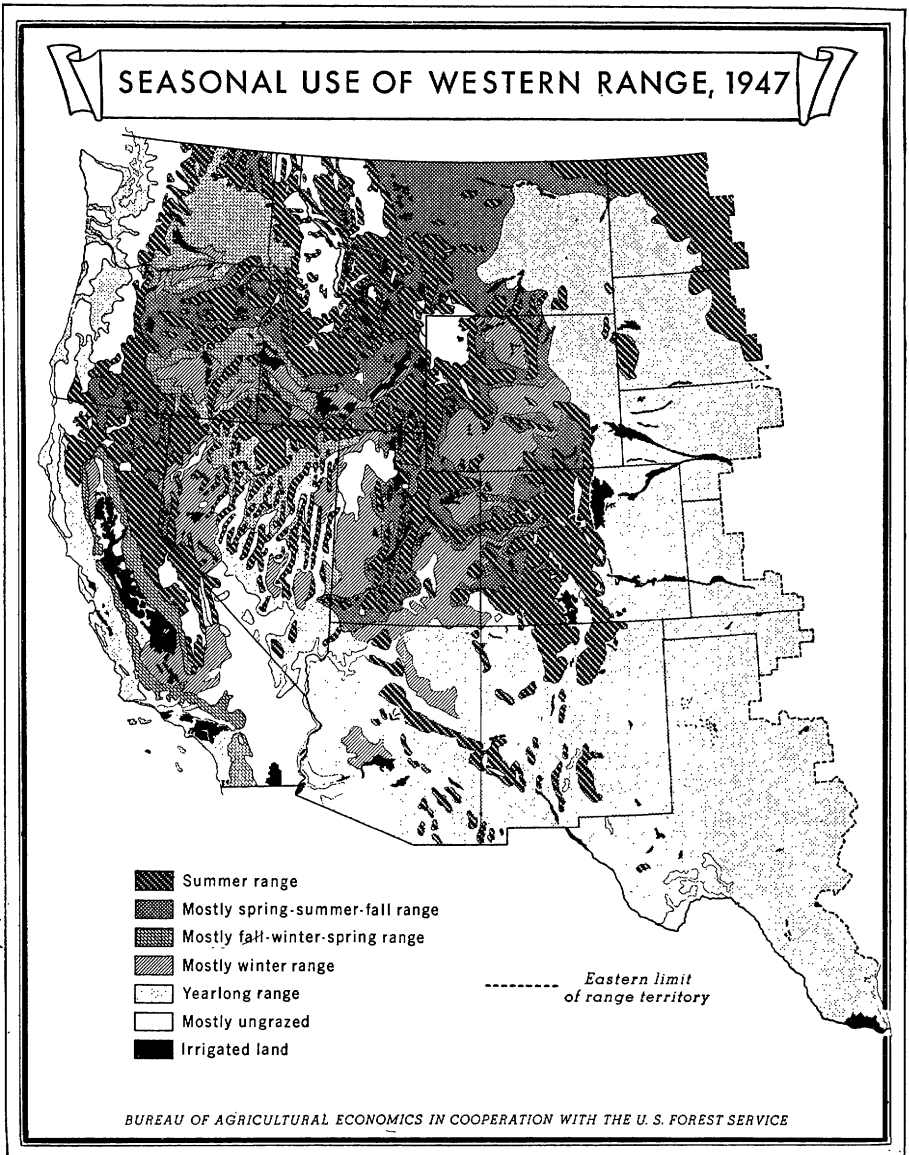 SEASONAL USE OF WESTERN RANGE, 1947
Summer range
Mostly spring-summer-fall range
Mostly fall-winter-spring range
Mostly winter range
Yearlong range
Mostly ungrazed
Irrigated land
Eastern limit
of range territory
BUREAU OF AGRICULTURAL ECONOMICS IN COOPERATION WITH THE U. S. FOREST SERVICE